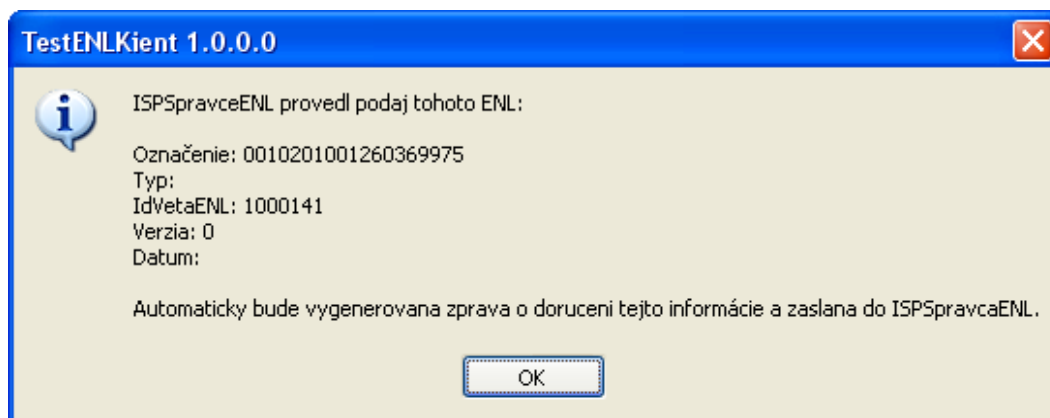 TestENLKient 1.0.0.0
ISPSpravceENL provedl podaj tohoto ENL:
Označenie: 0010201001260369975
Typ:
IdVetaENL: 1000141
Verzia: 0
Datum:
Automaticky bude vygenerovana zprava o doruceni tejto informácie a zaslana do ISPSpravcaENL.
OK